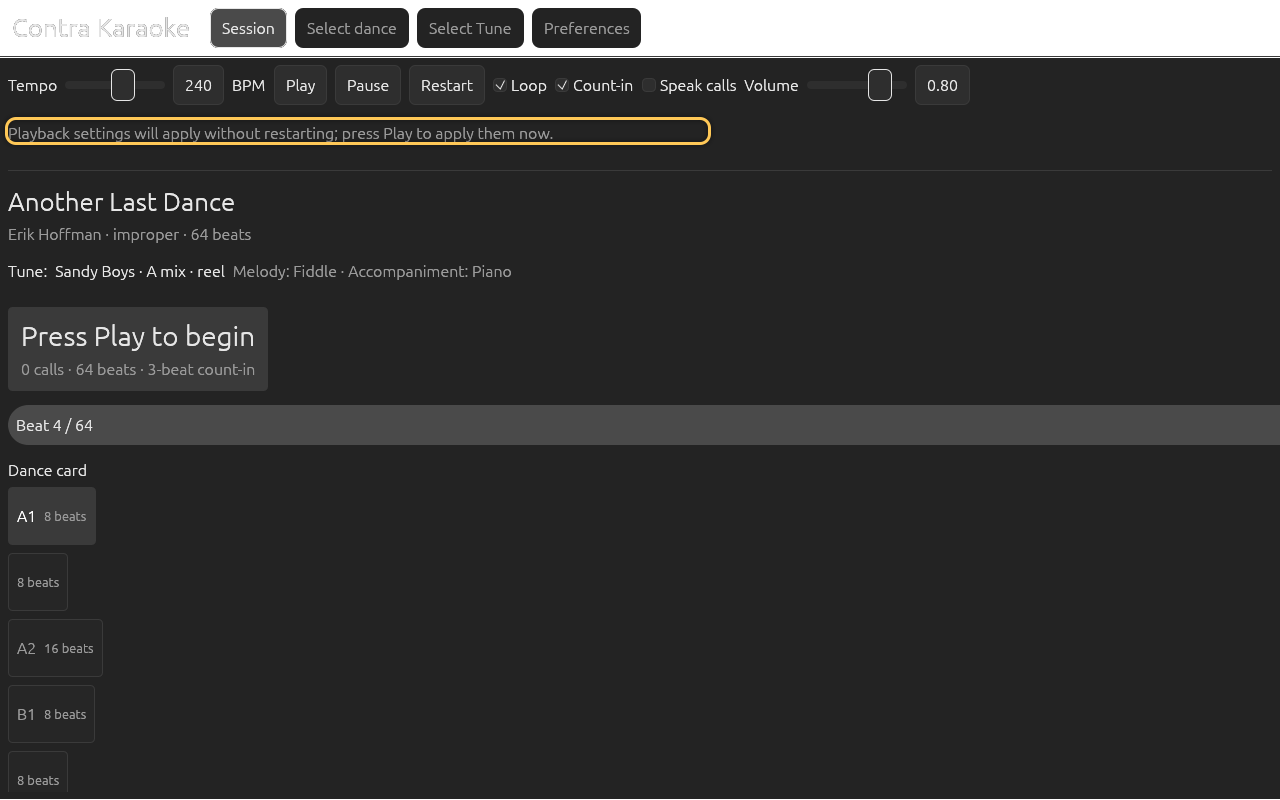 Contra Karaoke Session Select dance Select Tune Preferences
Tempo 240 BPM Play Pause Restart Loop Count-in Speak calls Volume 0.80
Playback settings will apply without restarting; press Play to apply them now.
Another Last Dance
Erik Hoffman · improper · 64 beats
Tune: Sandy Boys · A mix · reel Melody: Fiddle · Accompaniment: Piano
Press Play to begin
0 calls · 64 beats · 3-beat count-in
Beat 4 / 64
Dance card
A1 8 beats
8 beats
A2 16 beats
B1 8 beats
8 beats